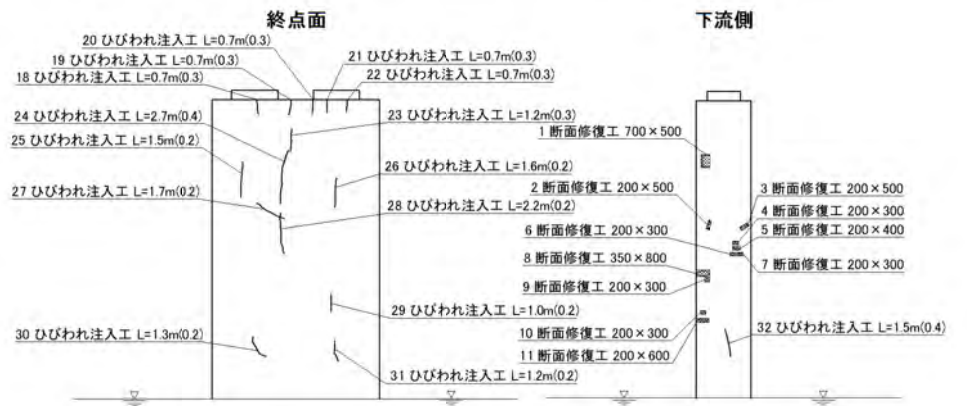 終点面
20 ひびわれ注入工 L=0.7m(0.3)
19 ひびわれ注入工 L=0.7m(0.3)
18 ひびわれ注入工 L=0.7m(0.3)
21 ひびわれ注入工 L=0.7m(0.3)
22 ひびわれ注入工 L=0.7m(0.3)
24 ひびわれ注入工 L=2.7m(0.4)
23 ひびわれ注入工 L=1.2m(0.3)
25 ひびわれ注入工 L=1.5m(0.2)
26 ひびわれ注入工 L=1.6m(0.2)
27 ひびわれ注入工 L=1.7m(0.2)
28 ひびわれ注入工 L=2.2m(0.2)
29 ひびわれ注入工 L=1.0m(0.2)
30 ひびわれ注入工 L=1.3m(0.2)
31 ひびわれ注入工 L=1.2m(0.2)
下流側
1 断面修復工 700×500
2 断面修復工 200×500
3 断面修復工 200×500
4 断面修復工 200×300
5 断面修復工 200×400
6 断面修復工 200×300
7 断面修復工 200×300
8 断面修復工 350×800
9 断面修復工 200×300
10 断面修復工 200×300
11 断面修復工 200×600
32 ひびわれ注入工 L=1.5m(0.4)